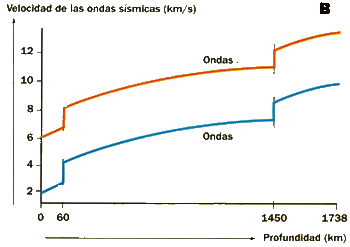 Velocidad de las ondas sísmicas (km/s)
B
12
10
8
6
4
2
Ondas
Ondas
0 60 1450 1738
Profundidad (km)